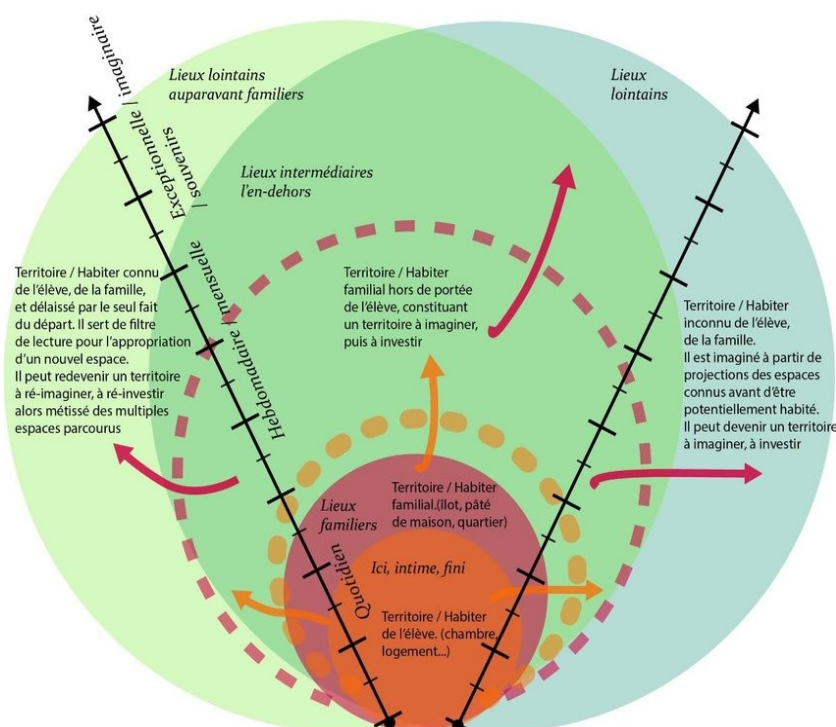 Exceptionnelle / imaginaire
/ souvenirs
Lieux lointains
auparavant familiers
Lieux
lointains
Lieux intermédiaires
l’en-dehors
Hebdomadaire / mensuelle
Territoire / Habiter connu
de l’élève, de la famille,
et délaissé par le seul fait
du départ. Il sert de filtre
de lecture pour l’appropriation
d’un nouvel espace.
Il peut redevenir un territoire
à ré-imaginer, à ré-investir
alors métissé des multiples
espaces parcourus
Territoire / Habiter
familial hors de portée
de l’élève, constituant
un territoire à imaginer,
puis à investir
Territoire / Habiter
inconnu de l’élève,
de la famille.
Il est imaginé à partir de
projections des espaces
connus avant d’être
potentiellement habité.
Il peut devenir un territoire
à imaginer, à investir
Lieux
familiers
Territoire / Habiter
familial.(îlot, pâté
de maison, quartier)
Quotidien
Ici, intime, fini
Territoire / Habiter
de l’élève. (chambre,
logement...)